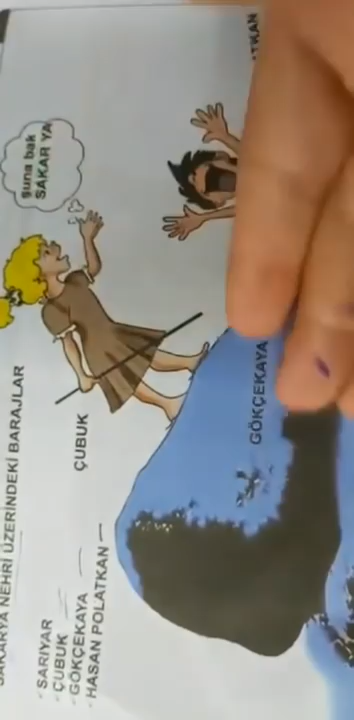 SAKARYA NEHRİ ÜZERİNDEKİ BARAJLAR
SARIYAR
ÇUBUK
GÖKÇEKAYA
HASAN POLATKAN
şuna bak
SAKAR YA
ÇUBUK
GÖKÇEKAYA